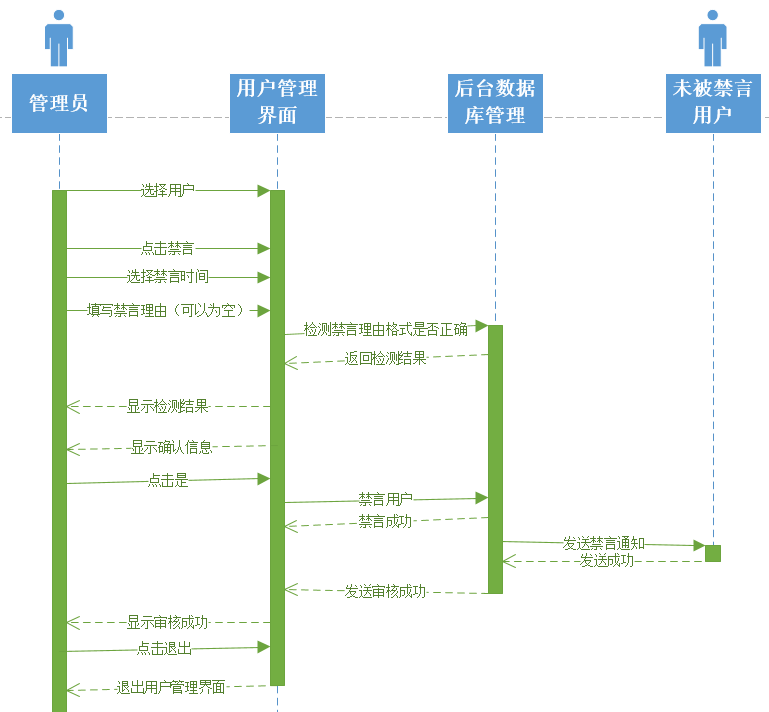 管理员
用户管理
界面
后台数据
库管理
未被禁言
用户
选择用户
点击禁言
选择禁言时间
填写禁言理由（可以为空）
检测禁言理由格式是否正确
返回检测结果
显示检测结果
显示确认信息
点击是
禁言用户
禁言成功
发送禁言通知
发送成功
发送审核成功
显示审核成功
点击退出
退出用户管理界面